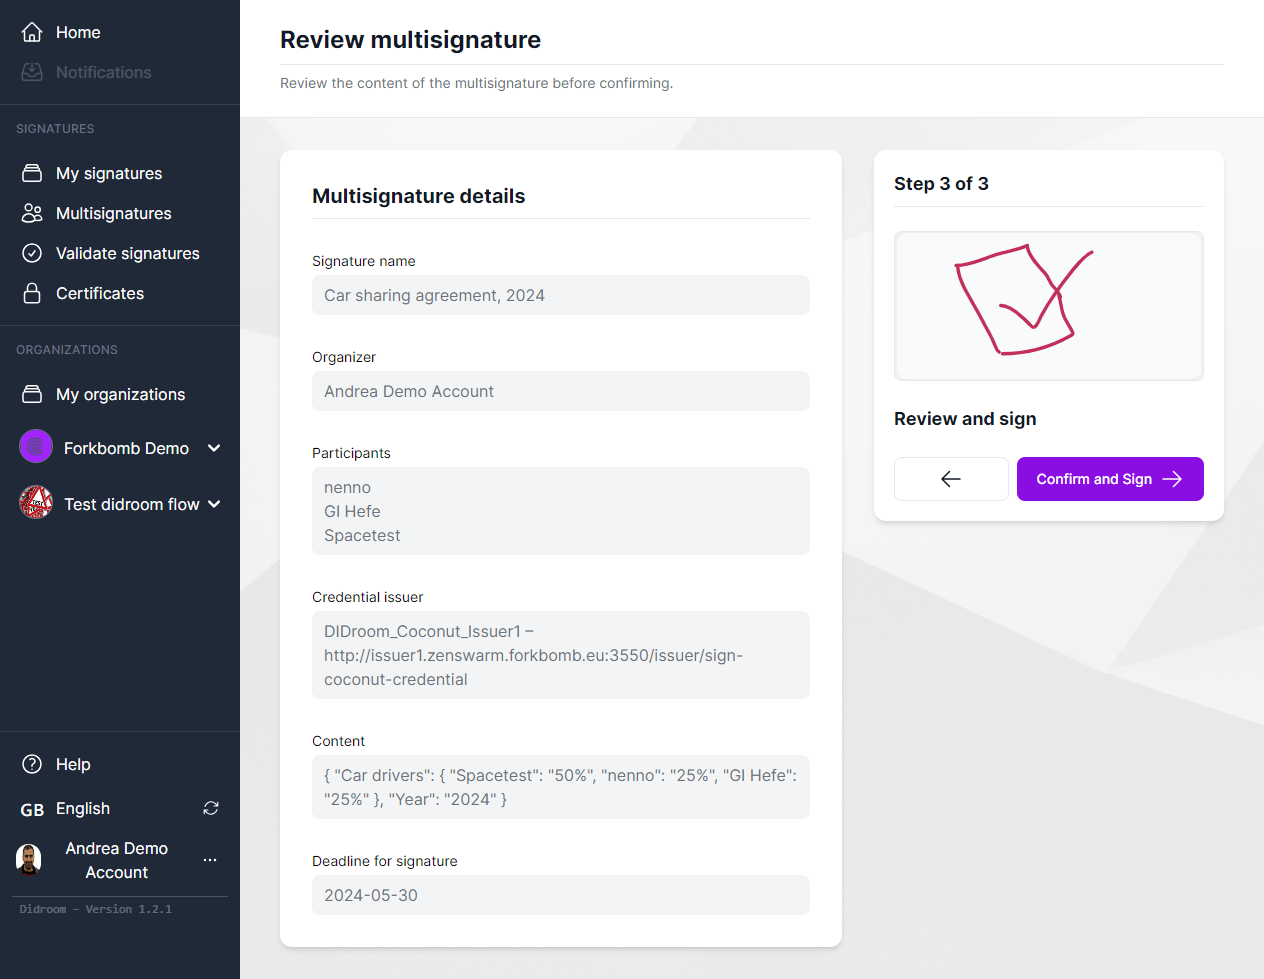 Home
Notifications
SIGNATURES
My signatures
Multisignatures
Validate signatures
Certificates
ORGANIZATIONS
My organizations
Forkbomb Demo
Test didroom flow
Help
GB English
Andrea Demo
Account
Didroom – Version 1.2.1
Review multisignature
Review the content of the multisignature before confirming.
Multisignature details
Signature name
Car sharing agreement, 2024
Organizer
Andrea Demo Account
Participants
nenno
GI Hefe
Spacetest
Credential issuer
DIDroom_Coconut_Issuer1 –
http://issuer1.zenswarm.forkbomb.eu:3550/issuer/sign-
coconut-credential
Content
{ "Car drivers": { "Spacetest": "50%", "nenno": "25%", "GI Hefe":
"25%" }, "Year": "2024" }
Deadline for signature
2024-05-30
Step 3 of 3
Review and sign
Confirm and Sign